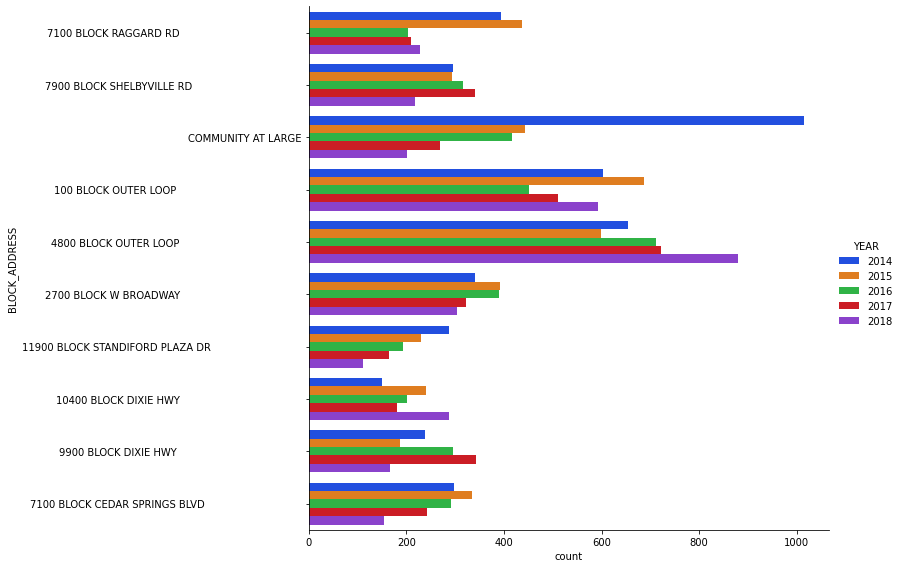 BLOCK_ADDRESS
7100 BLOCK RAGGARD RD
7900 BLOCK SHELBYVILLE RD
COMMUNITY AT LARGE
100 BLOCK OUTER LOOP
4800 BLOCK OUTER LOOP
2700 BLOCK W BROADWAY
11900 BLOCK STANDIFORD PLAZA DR
10400 BLOCK DIXIE HWY
9900 BLOCK DIXIE HWY
7100 BLOCK CEDAR SPRINGS BLVD
0 200 400 600 800 1000
count
YEAR
2014
2015
2016
2017
2018